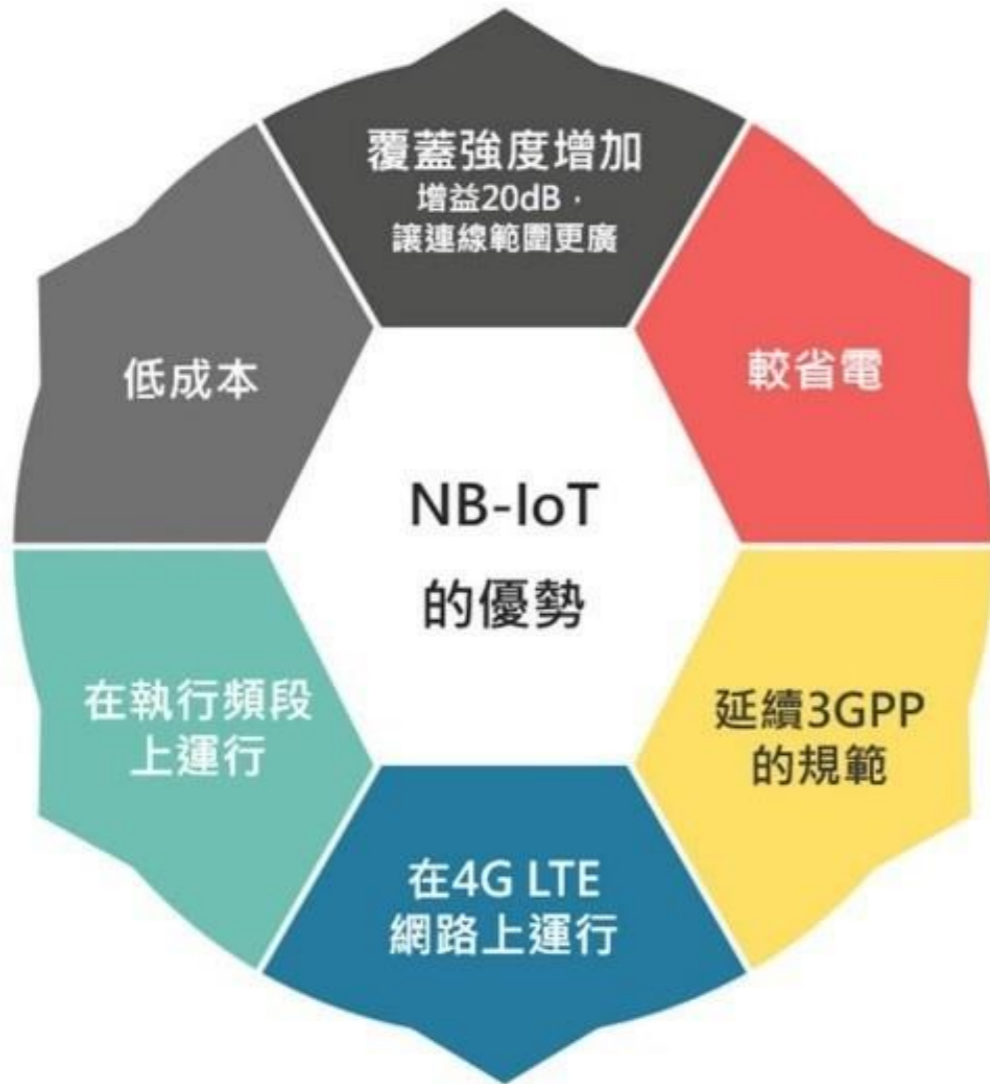 覆蓋強度增加
增益20dB，
讓連線範圍更廣
較省電
延續3GPP
的規範
在4G LTE
網路上運行
在執行頻段
上運行
低成本
NB-IoT
的優勢